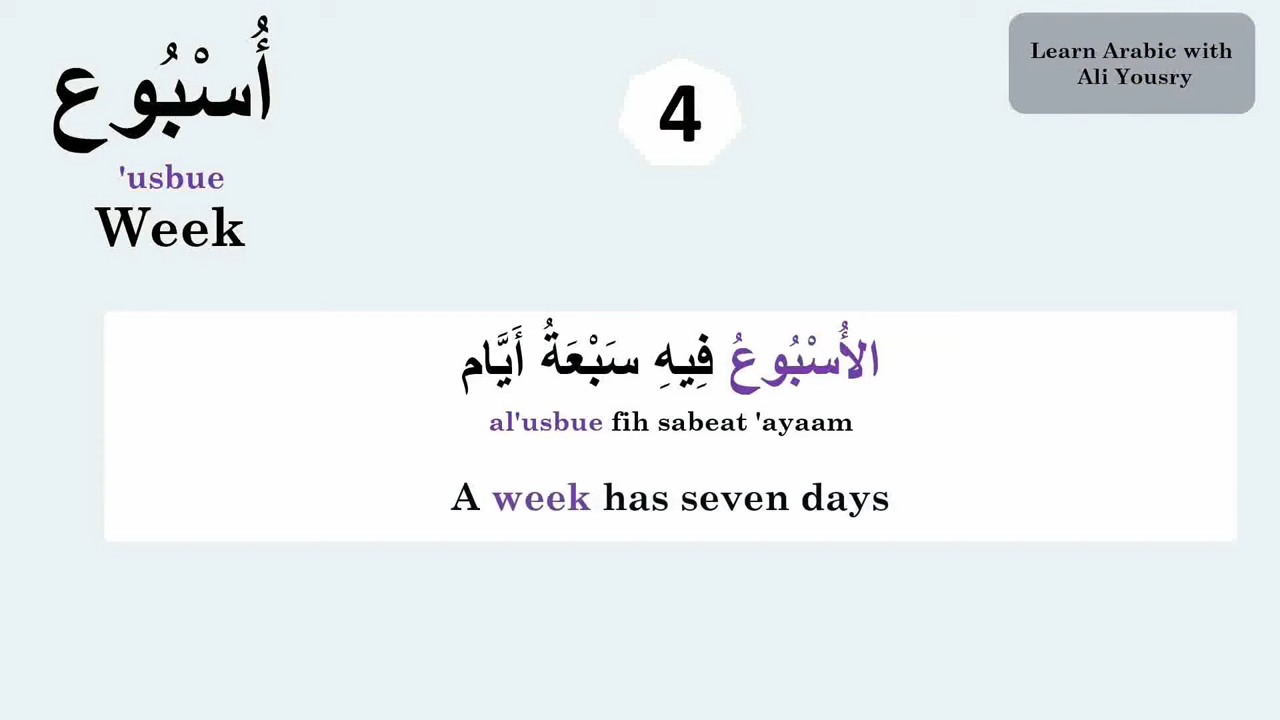 أُسْبُوع
'usbue
Week
4
Learn Arabic with
Ali Yousry
الأُسْبُوعُ فِيهِ سَبْعَةُ أَيَّام
al'usbue fih sabeat 'ayaam
A week has seven days